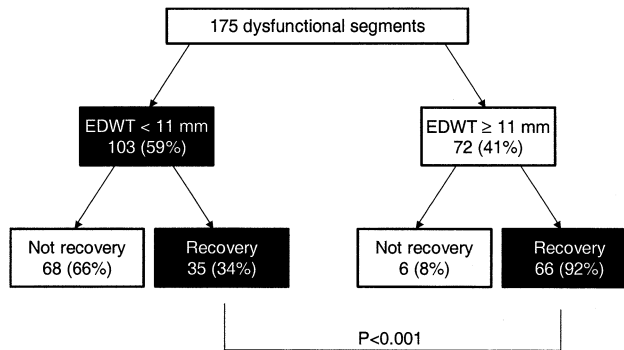 175 dysfunctional segments
EDWT < 11 mm
103 (59%)
EDWT ≥ 11 mm
72 (41%)
Not recovery
68 (66%)
Recovery
35 (34%)
Not recovery
6 (8%)
Recovery
66 (92%)
P<0.001